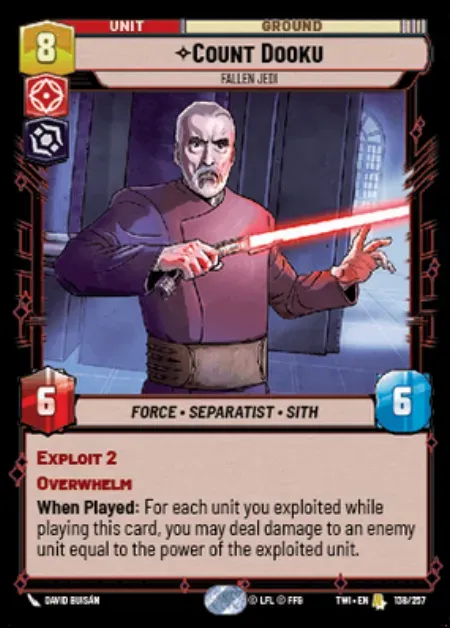 UNIT GROUND
8 COUNT DOOKU
FALLEN JEDI
6 FORCE • SEPARATIST • SITH 6
EXPLOIT 2
OVERWHELM
When Played: For each unit you exploited while
playing this card, you may deal damage to an enemy
unit equal to the power of the exploited unit.
DAVID BUISÁN © LFL © FFG TWI • EN 138/257